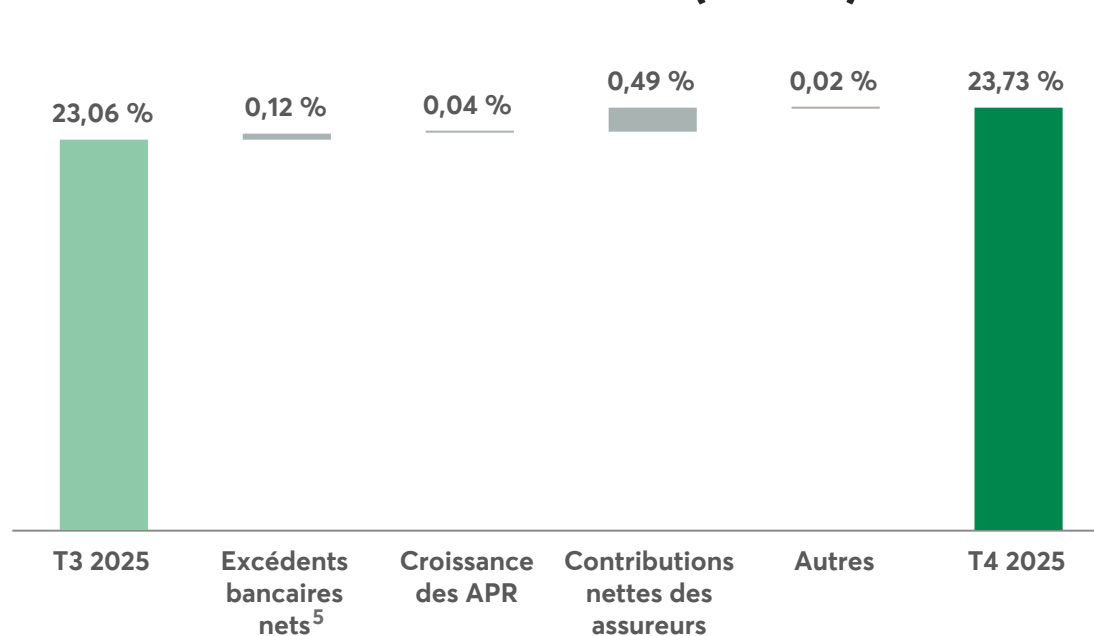 23,06 %
0,12 %
0,04 %
0,49 %
0,02 %
23,73 %
T3 2025
Excédents
bancaires
nets⁵
Croissance
des APR
Contributions
nettes des
assureurs
Autres
T4 2025